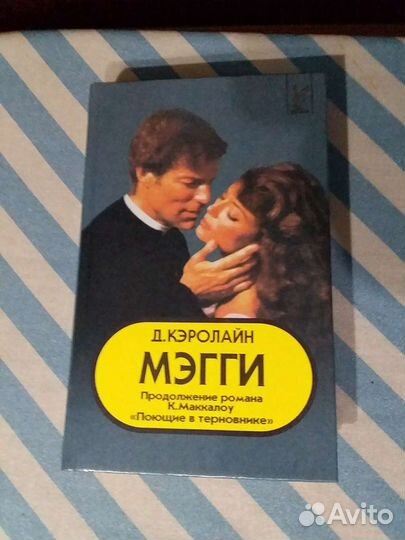 Д.КЭРОЛАЙН
МЭГГИ
Продолжение романа
К.Маккалоу
«Поющие в терновнике»
Avito